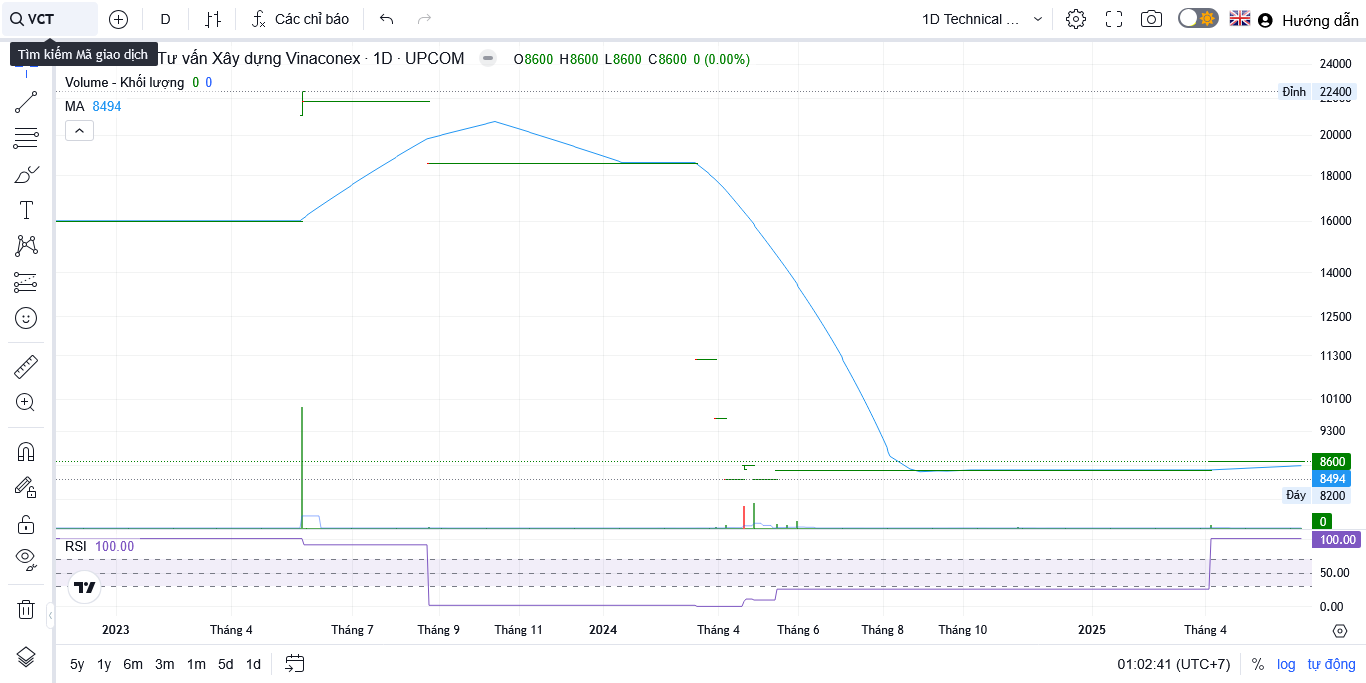 VCT
D
Các chỉ báo
1D Technical ...
Hướng dẫn
Tìm kiếm Mã giao dịch
Tư vấn Xây dựng Vinaconex · 1D · UPCOM
O8600 H8600 L8600 C8600 0 (0.00%)
Volume - Khối lượng 0 0
MA 8494
24000
Đỉnh 22400
20000
18000
16000
14000
12500
11300
10100
9300
8600
8494
Đáy 8200
0
RSI 100.00
100.00
50.00
0.00
2023 Tháng 4 Tháng 7 Tháng 9 Tháng 11 2024 Tháng 4 Tháng 6 Tháng 8 Tháng 10 2025 Tháng 4
5y 1y 6m 3m 1m 5d 1d
01:02:41 (UTC+7) % log tự động